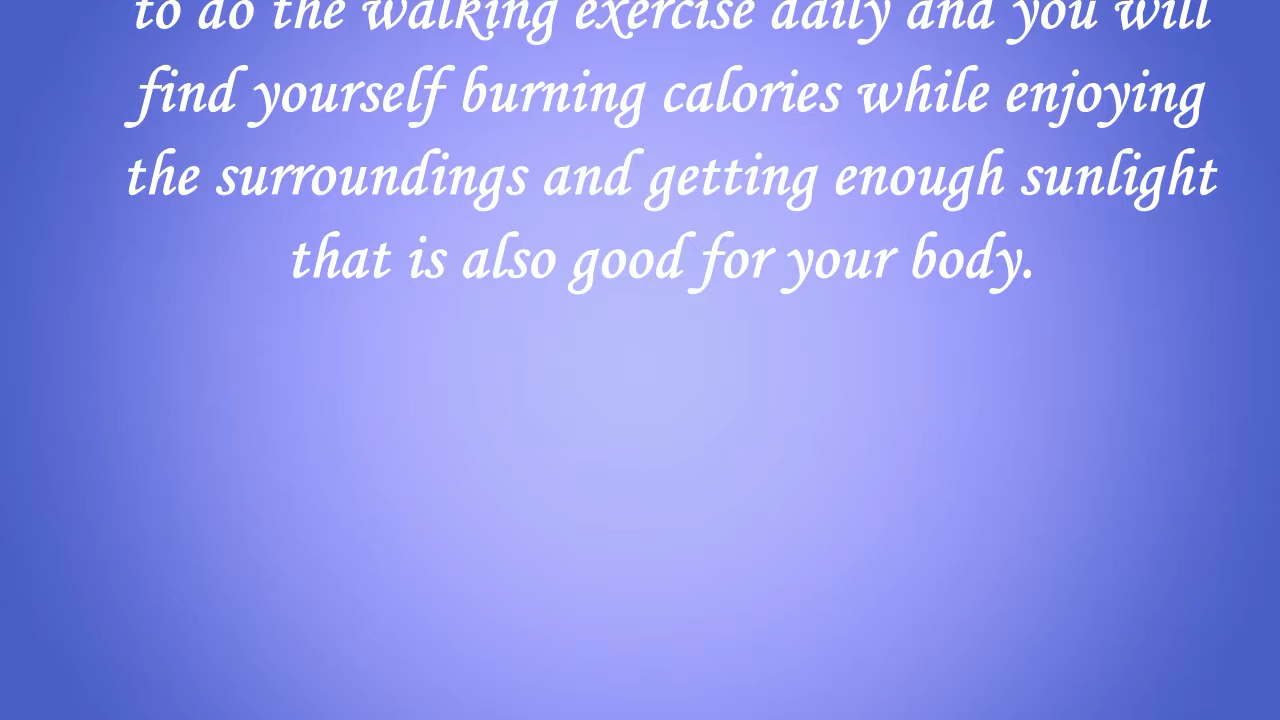 to do the walking exercise daily and you will
find yourself burning calories while enjoying
the surroundings and getting enough sunlight
that is also good for your body.